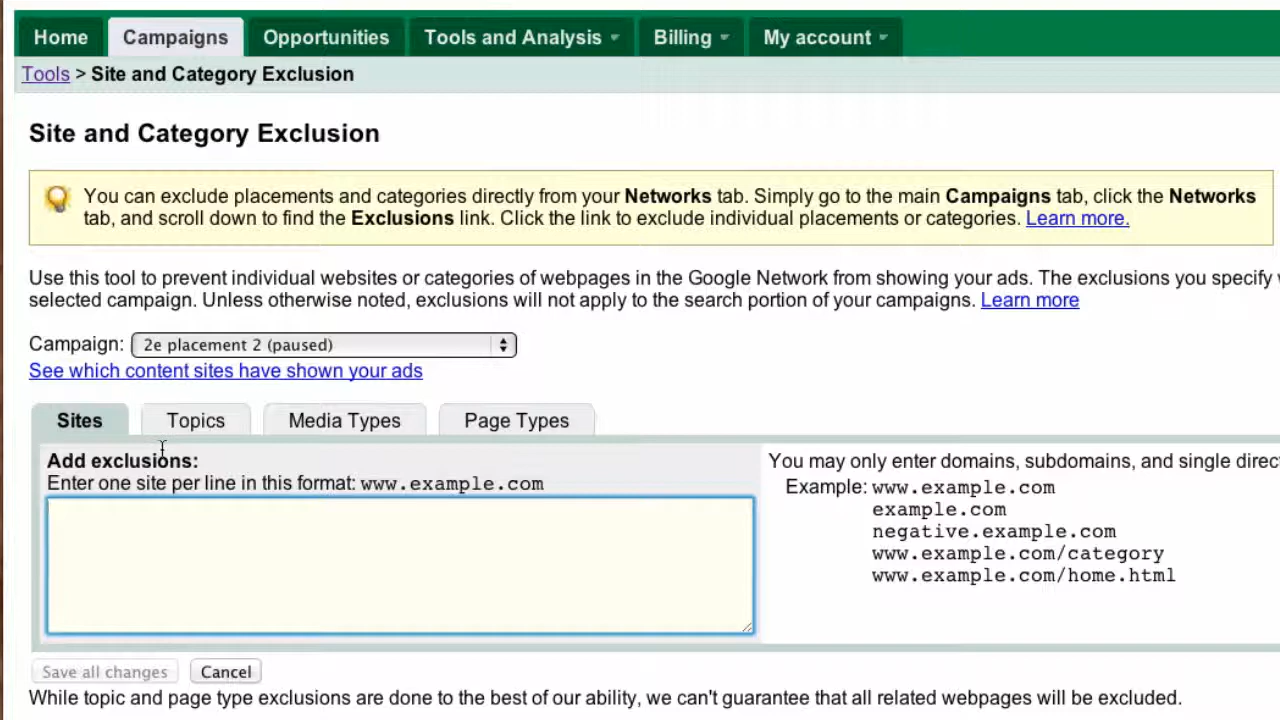 Home Campaigns Opportunities Tools and Analysis Billing My account
Tools > Site and Category Exclusion
Site and Category Exclusion
You can exclude placements and categories directly from your Networks tab. Simply go to the main Campaigns tab, click the Networks
tab, and scroll down to find the Exclusions link. Click the link to exclude individual placements or categories. Learn more.
Use this tool to prevent individual websites or categories of webpages in the Google Network from showing your ads. The exclusions you specify
selected campaign. Unless otherwise noted, exclusions will not apply to the search portion of your campaigns. Learn more
Campaign: 2e placement 2 (paused)
See which content sites have shown your ads
Sites Topics Media Types Page Types
Add exclusions:
Enter one site per line in this format: www.example.com
You may only enter domains, subdomains, and single direc
Example: www.example.com
example.com
negative.example.com
www.example.com/category
www.example.com/home.html
Save all changes Cancel
While topic and page type exclusions are done to the best of our ability, we can't guarantee that all related webpages will be excluded.